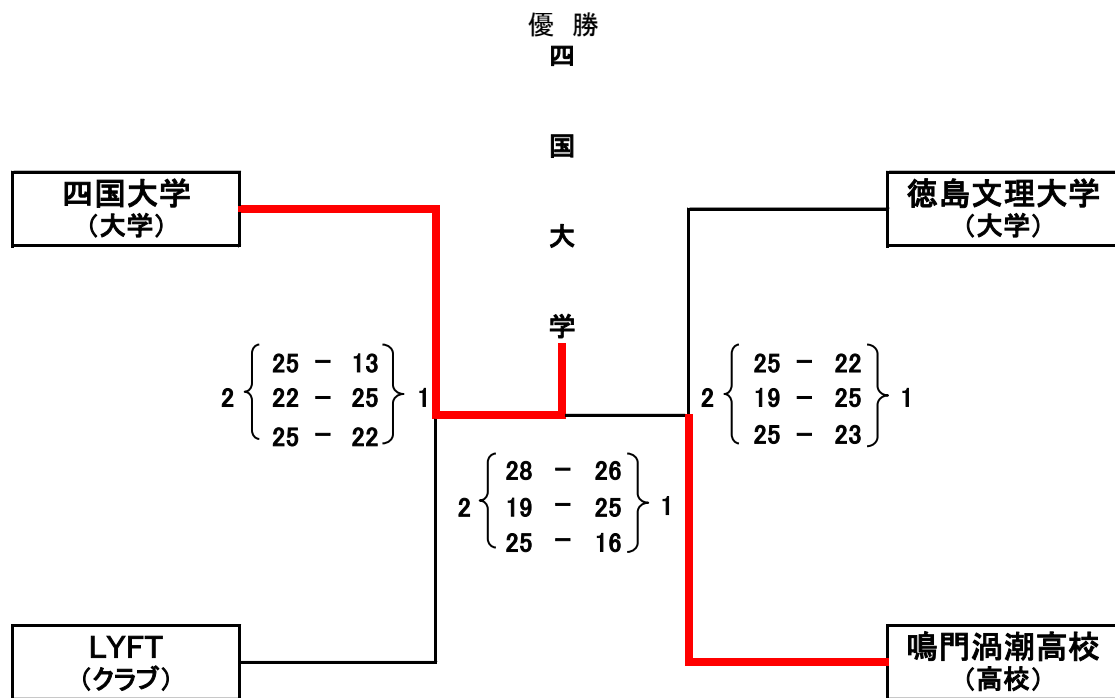 優 勝
四
国
大
学
四国大学
(大学)
徳島文理大学
(大学)
25 - 13
2 22 - 25 1
25 - 22
25 - 22
2 19 - 25 1
25 - 23
28 - 26
2 19 - 25 1
25 - 16
LYFT
(クラブ)
鳴門渦潮高校
(高校)